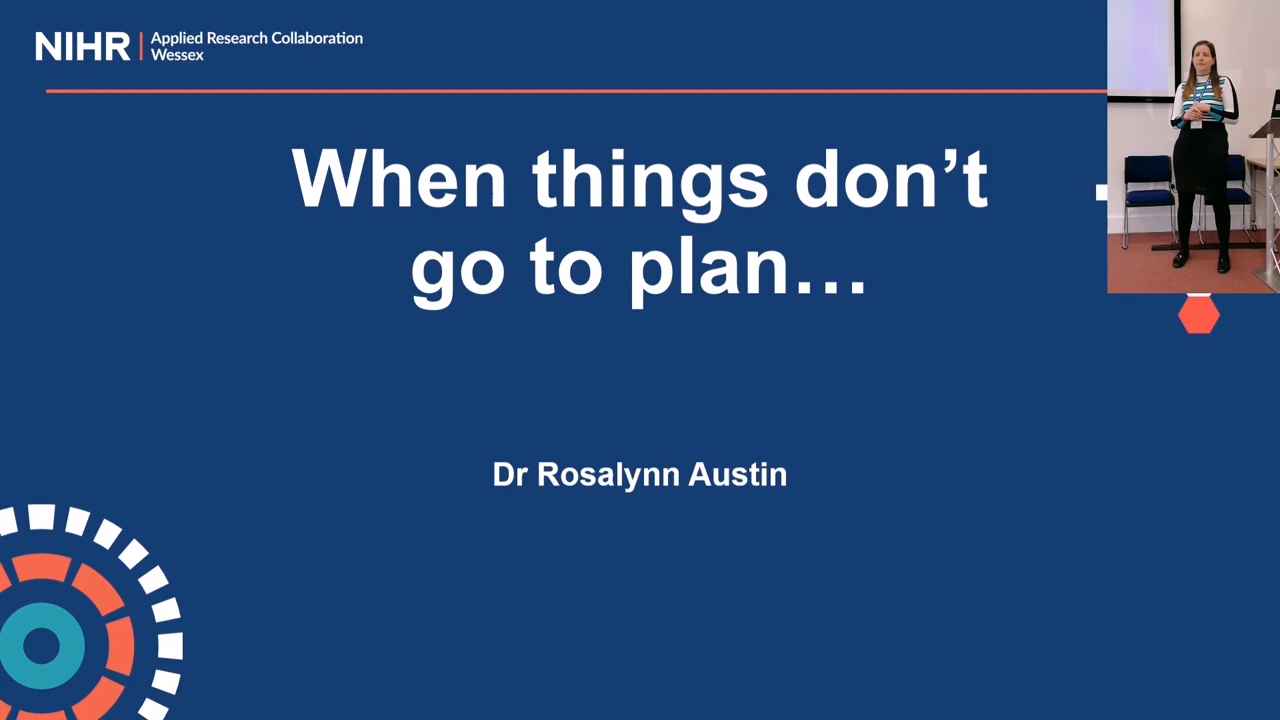 NIHR | Applied Research Collaboration
Wessex
When things don’t
go to plan…
Dr Rosalynn Austin